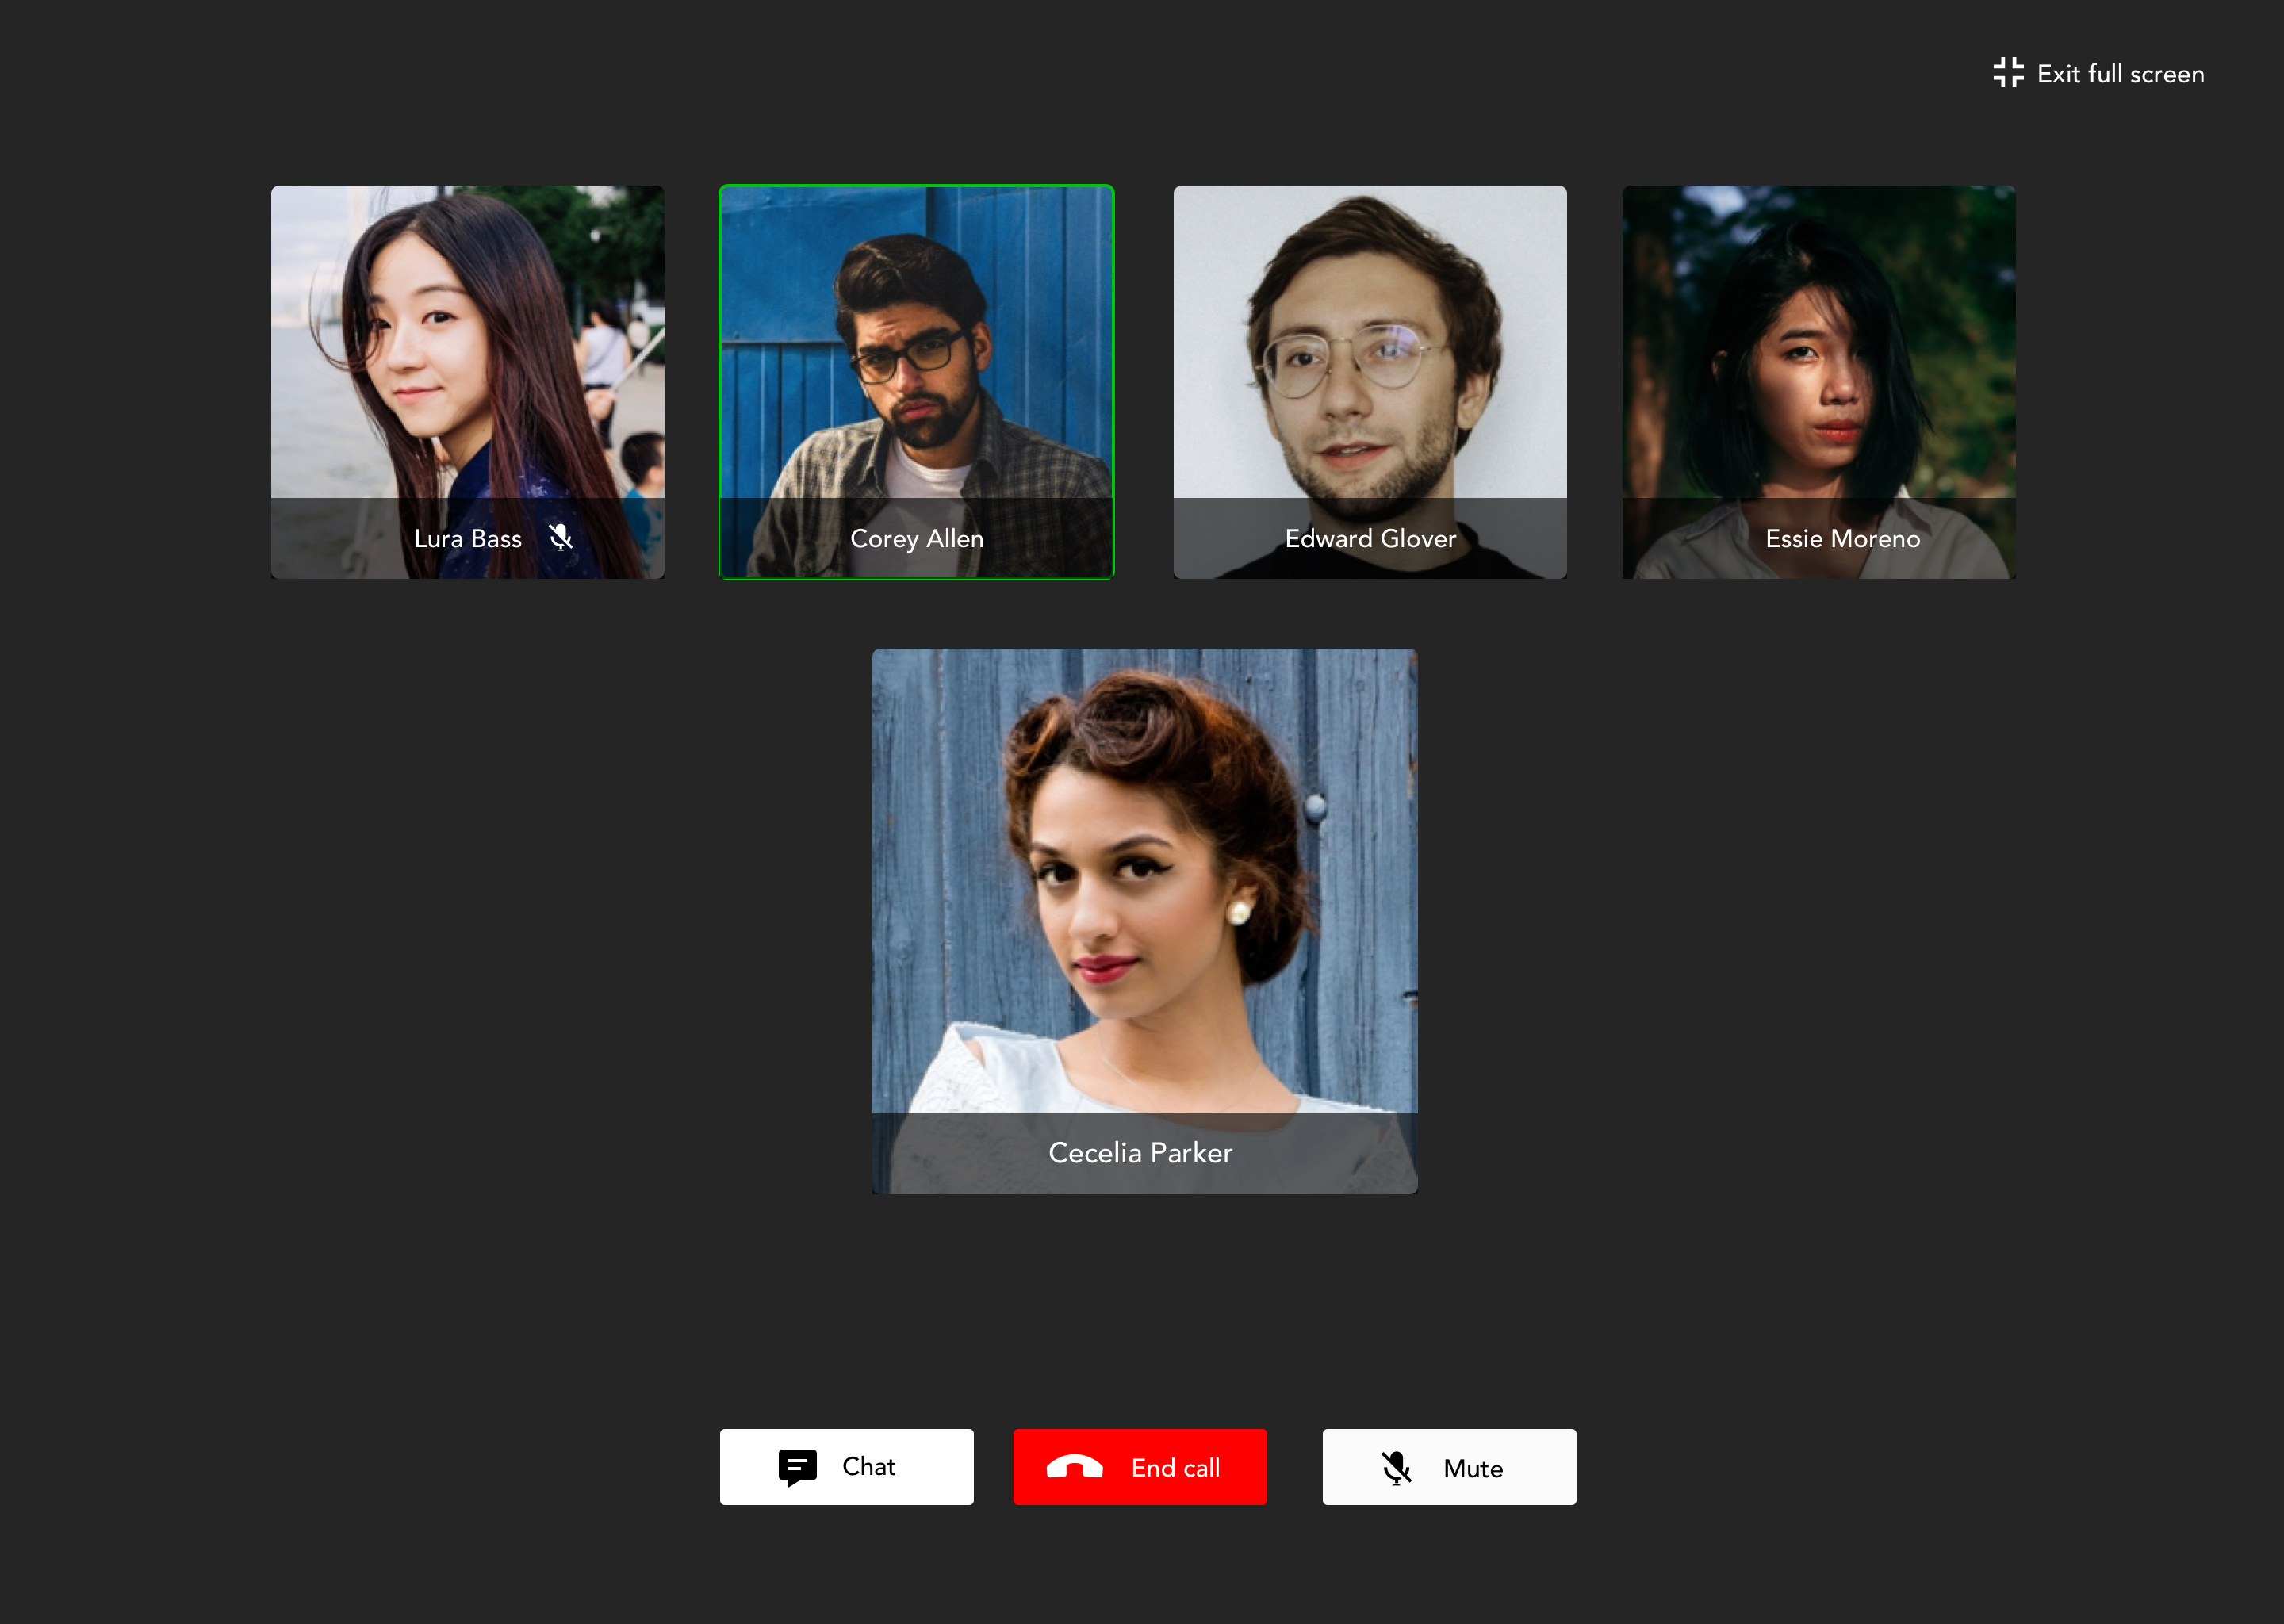 Exit full screen
Lura Bass
Corey Allen
Edward Glover
Essie Moreno
Cecelia Parker
Chat
End call
Mute